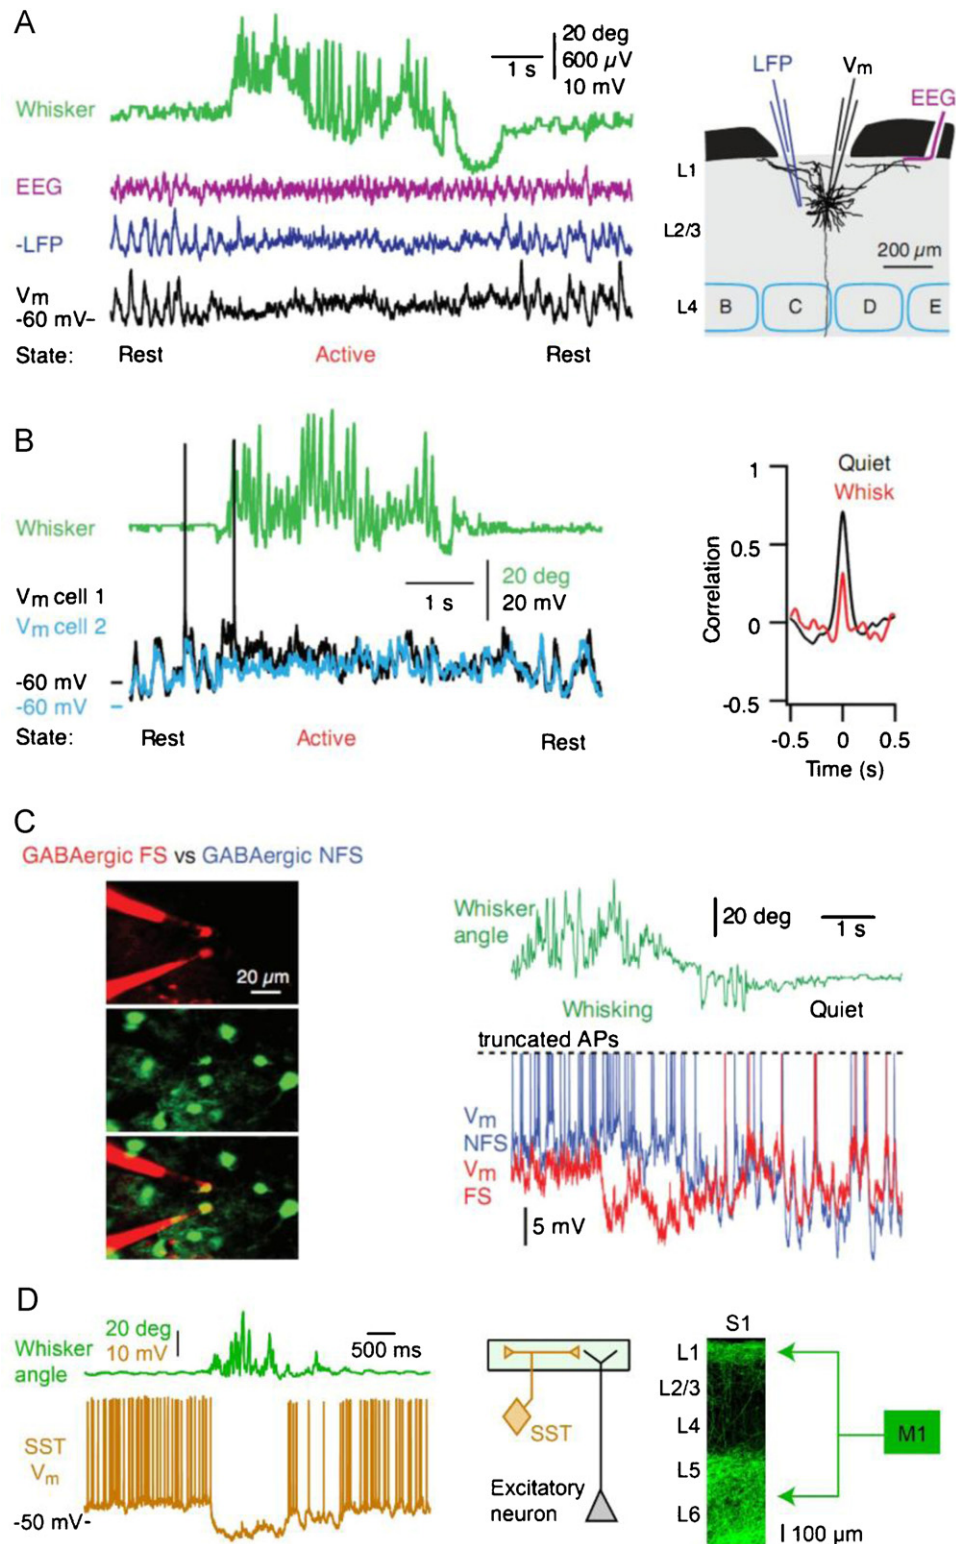 A
20 deg
600 µV
10 mV
1 s
Whisker
EEG
-LFP
Vm
-60 mV–
State: Rest Active Rest
LFP Vm
EEG
L1
L2/3
200 µm
L4 B C D E
B
Whisker
20 deg
20 mV
1 s
Vm cell 1
Vm cell 2
-60 mV –
-60 mV –
State: Rest Active Rest
Quiet
Whisk
1
0.5
0
-0.5
Correlation
-0.5 0 0.5
Time (s)
C
GABAergic FS vs GABAergic NFS
20 µm
Whisker
angle
20 deg
1 s
Whisking Quiet
truncated APs
Vm
NFS
Vm
FS
5 mV
D
20 deg
10 mV
Whisker
angle
500 ms
SST
Vm
-50 mV-
SST
Excitatory
neuron
S1
L1
L2/3
L4
L5
L6
M1
100 µm